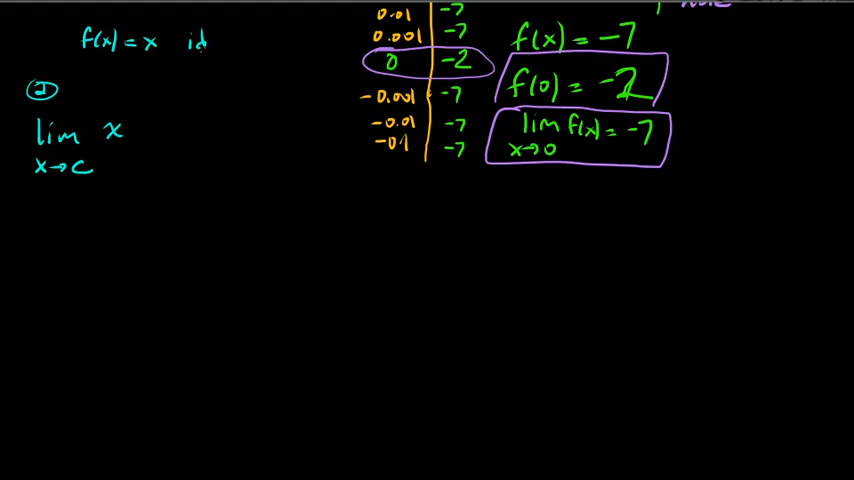 f(x) = x id
②
lim x
x→c
0.01 -7
0.001 -7
0 -2
-0.001 -7
-0.01 -7
-0.1 -7
f(x) = -7
f(0) = -2
lim f(x) = -7
x→0